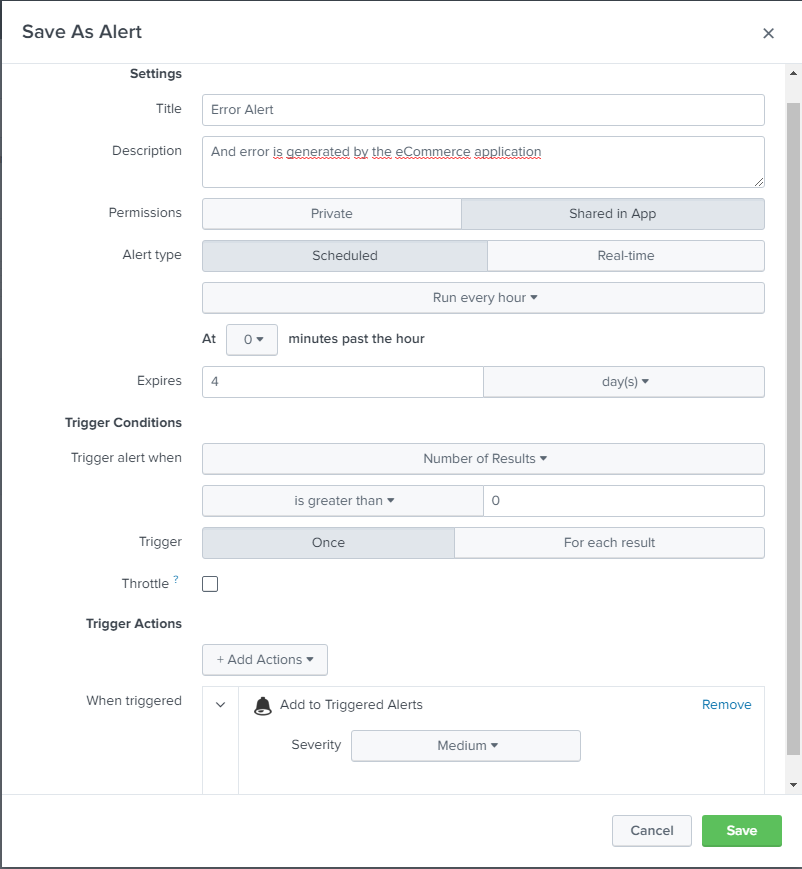 Save As Alert ×
Settings
Title Error Alert
Description And error is generated by the eCommerce application
Permissions Private Shared in App
Alert type Scheduled Real-time
Run every hour
At 0 minutes past the hour
Expires 4 day(s)
Trigger Conditions
Trigger alert when Number of Results
is greater than 0
Trigger Once For each result
Throttle ?
Trigger Actions
+ Add Actions
When triggered Add to Triggered Alerts Remove
Severity Medium
Cancel Save